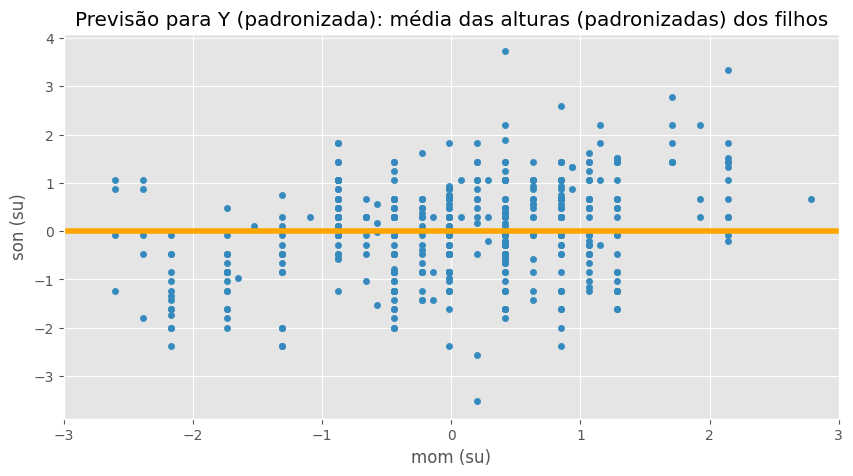 Previsão para Y (padronizada): média das alturas (padronizadas) dos filhos
4
3
2
1
0
−1
−2
−3
son (su)
−3 −2 −1 0 1 2 3
mom (su)